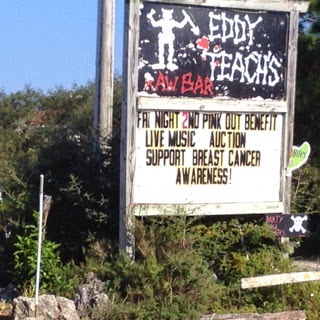 EDDY
TEACH'S
RAW BAR
FRI NIGHT 2ND PINK OUT BENEFIT
LIVE MUSIC AUCTION
SUPPORT BREAST CANCER
AWARENESS!